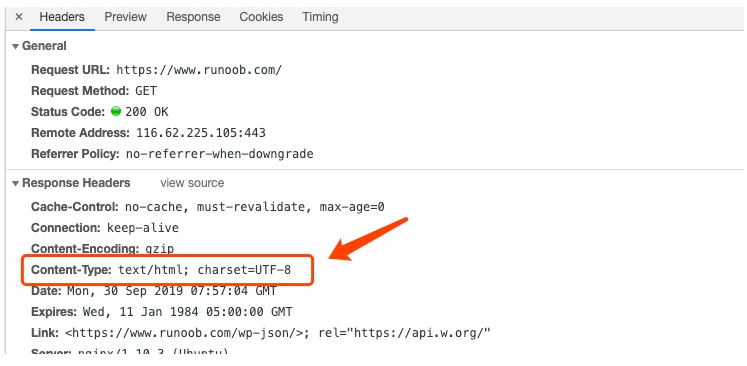 × Headers Preview Response Cookies Timing
▼General
Request URL: https://www.runoob.com/
Request Method: GET
Status Code: 200 OK
Remote Address: 116.62.225.105:443
Referrer Policy: no-referrer-when-downgrade
▼Response Headers view source
Cache-Control: no-cache, must-revalidate, max-age=0
Connection: keep-alive
Content-Encoding: gzip
Content-Type: text/html; charset=UTF-8
Date: Mon, 30 Sep 2019 07:57:04 GMT
Expires: Wed, 11 Jan 1984 05:00:00 GMT
Link: <https://www.runoob.com/wp-json/>; rel="https://api.w.org/"
Server: nginx/1.10.3 (Ubuntu)